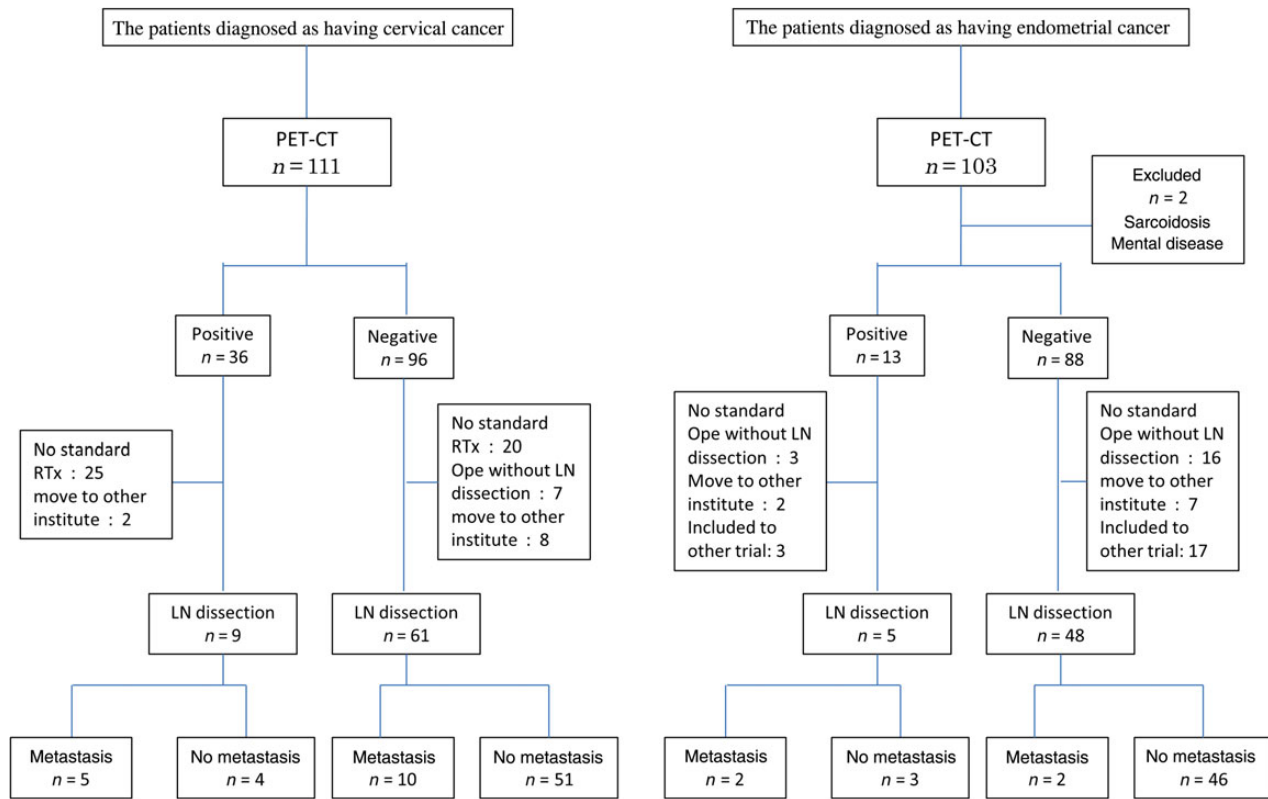 The patients diagnosed as having cervical cancer
PET-CT
n = 111
Positive
n = 36
Negative
n = 96
No standard
RTx : 25
move to other
institute : 2
No standard
RTx : 20
Ope without LN
dissection : 7
move to other
institute : 8
LN dissection
n = 9
LN dissection
n = 61
Metastasis
n = 5
No metastasis
n = 4
Metastasis
n = 10
No metastasis
n = 51
The patients diagnosed as having endometrial cancer
PET-CT
n = 103
Excluded
n = 2
Sarcoidosis
Mental disease
Positive
n = 13
Negative
n = 88
No standard
Ope without LN
dissection : 3
Move to other
institute : 2
Included to
other trial: 3
No standard
Ope without LN
dissection : 16
move to other
institute : 7
Included to
other trial: 17
LN dissection
n = 5
LN dissection
n = 48
Metastasis
n = 2
No metastasis
n = 3
Metastasis
n = 2
No metastasis
n = 46